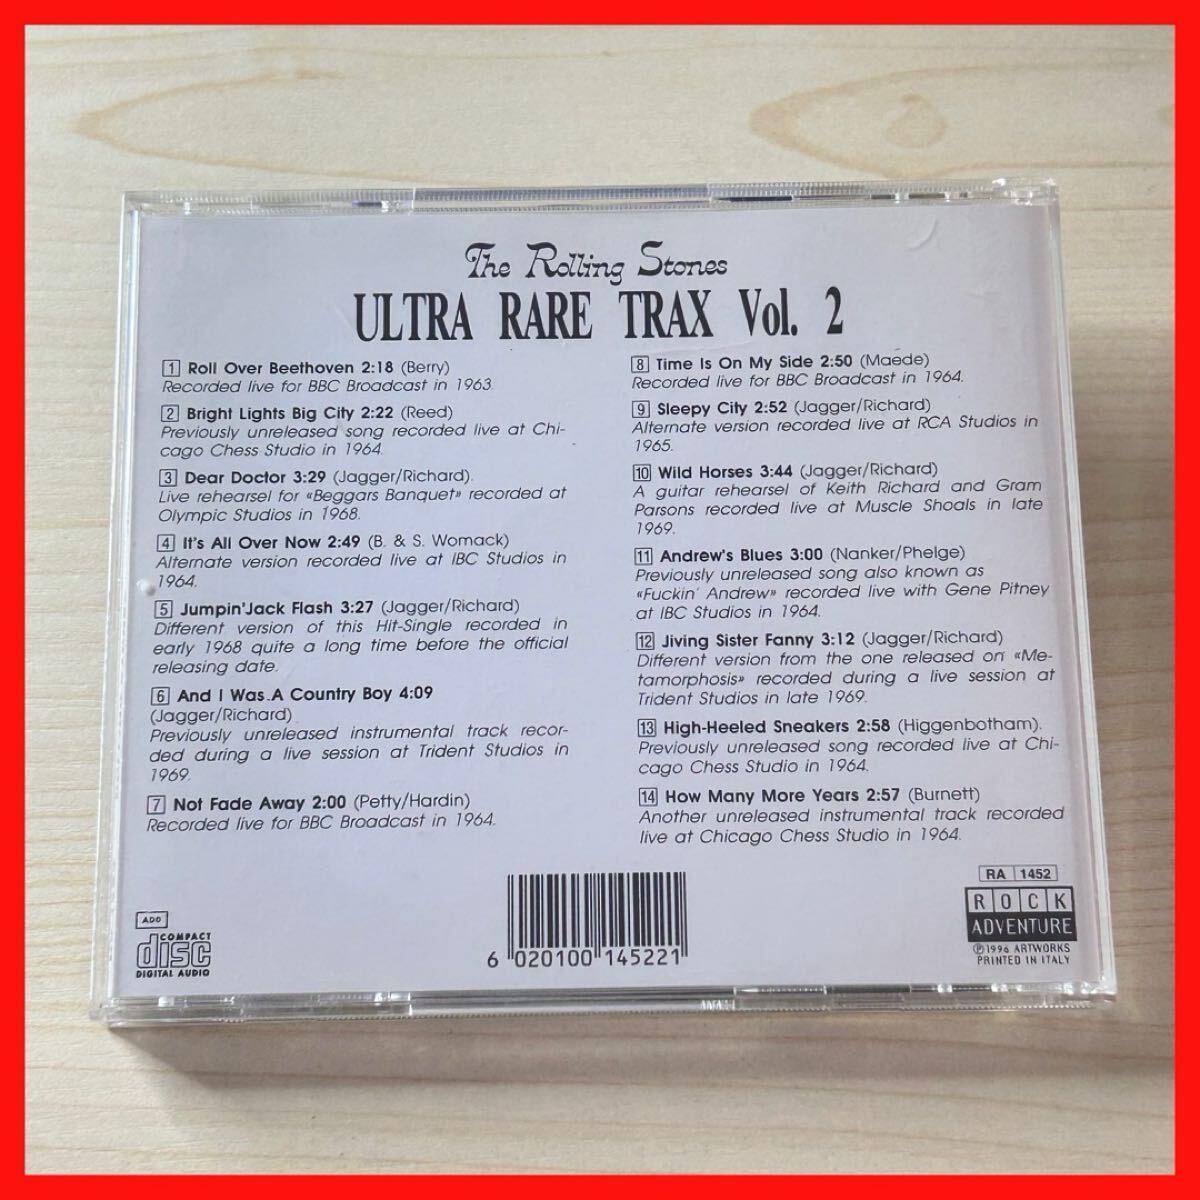 The Rolling Stones
ULTRA RARE TRAX Vol. 2
1 Roll Over Beethoven 2:18 (Berry)
Recorded live for BBC Broadcast in 1963.
2 Bright Lights Big City 2:22 (Reed)
Previously unreleased song recorded live at Chi-
cago Chess Studio in 1964.
3 Dear Doctor 3:29 (Jagger/Richard).
Live rehearsel for «Beggars Banquet» recorded at
Olympic Studios in 1968.
4 It's All Over Now 2:49 (B. & S. Womack)
Alternate version recorded live at IBC Studios in
1964.
5 Jumpin'Jack Flash 3:27 (Jagger/Richard)
Different version of this Hit-Single recorded in
early 1968 quite a long time before the official
releasing date.
6 And I Was A Country Boy 4:09
(Jagger/Richard)
Previously unreleased instrumental track recor-
ded during a live session at Trident Studios in
1969.
7 Not Fade Away 2:00 (Petty/Hardin)
Recorded live for BBC Broadcast in 1964.
8 Time Is On My Side 2:50 (Maede)
Recorded live for BBC Broadcast in 1964.
9 Sleepy City 2:52 (Jagger/Richard)
Alternate version recorded live at RCA Studios in
1965.
10 Wild Horses 3:44 (Jagger/Richard)
A guitar rehearsel of Keith Richard and Gram
Parsons recorded live at Muscle Shoals in late
1969.
11 Andrew's Blues 3:00 (Nanker/Phelge)
Previously unreleased song also known as
«Fuckin' Andrew» recorded live with Gene Pitney
at IBC Studios in 1964.
12 Jiving Sister Fanny 3:12 (Jagger/Richard)
Different version from the one released on «Me-
tamorphosis» recorded during a live session at
Trident Studios in late 1969.
13 High-Heeled Sneakers 2:58 (Higgenbotham).
Previously unreleased song recorded live at Chi-
cago Chess Studio in 1964.
14 How Many More Years 2:57 (Burnett)
Another unreleased instrumental track recorded
live at Chicago Chess Studio in 1964.
ADD
COMPACT
disc
DIGITAL AUDIO
6 020100 145221
RA 1452
ROCK
ADVENTURE
℗1996 ARTWORKS
PRINTED IN ITALY